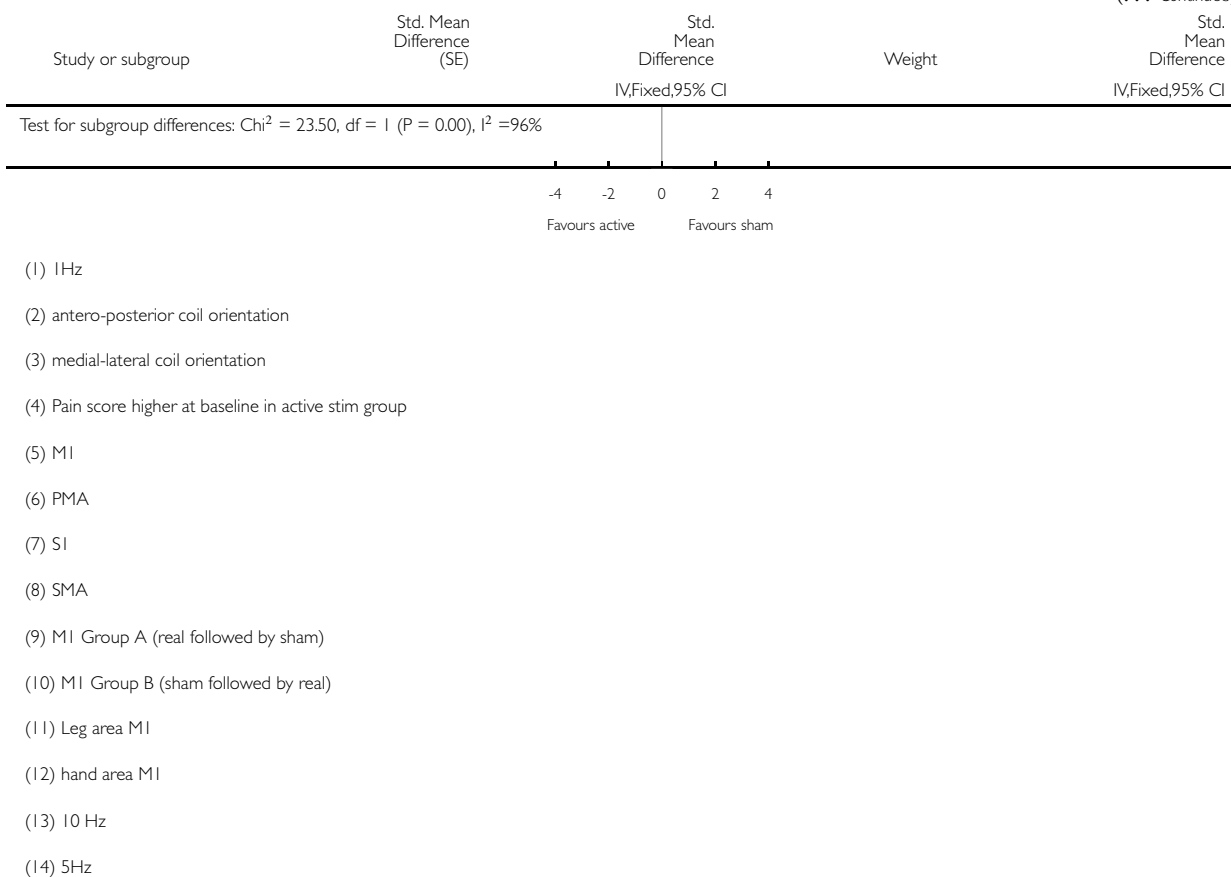 Study or subgroup
Std. Mean
Difference
(SE)
Std.
Mean
Difference
Weight
Std.
Mean
Difference
IV,Fixed,95% CI
IV,Fixed,95% CI
Test for subgroup differences: Chi² = 23.50, df = 1 (P = 0.00), I² =96%
-4 -2 0 2 4
Favours active Favours sham
(1) 1Hz
(2) antero-posterior coil orientation
(3) medial-lateral coil orientation
(4) Pain score higher at baseline in active stim group
(5) M1
(6) PMA
(7) S1
(8) SMA
(9) M1 Group A (real followed by sham)
(10) M1 Group B (sham followed by real)
(11) Leg area M1
(12) hand area M1
(13) 10 Hz
(14) 5Hz